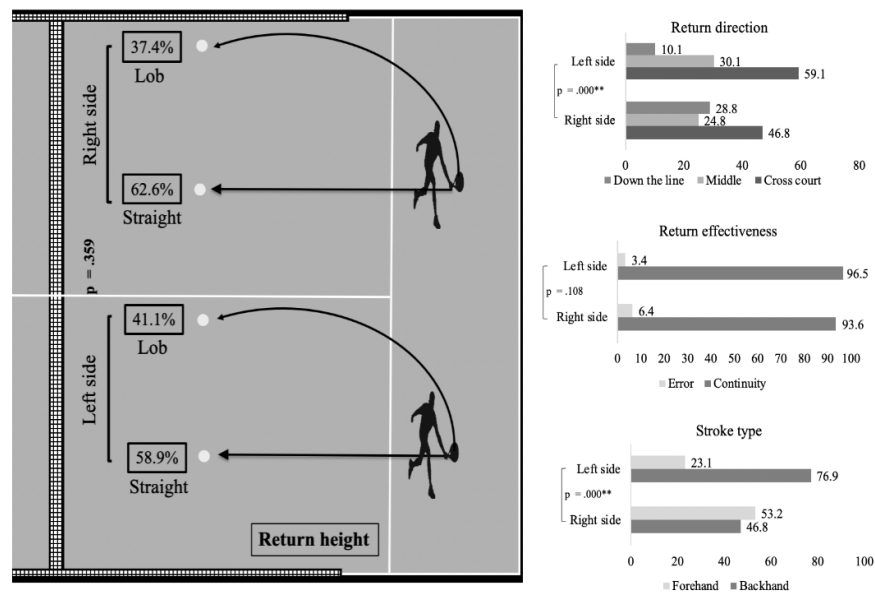 37.4%
Lob
Right side
62.6%
Straight
p = .359
41.1%
Lob
Left side
58.9%
Straight
Return height
Return direction
10.1
Left side
30.1
59.1
p = .000**
28.8
Right side
24.8
46.8
0 20 40 60 80
Down the line Middle Cross court
Return effectiveness
Left side
3.4
96.5
p = .108
6.4
Right side
93.6
0 10 20 30 40 50 60 70 80 90 100
Error Continuity
Stroke type
23.1
Left side
76.9
p = .000**
53.2
Right side
46.8
0 20 40 60 80 100
Forehand Backhand